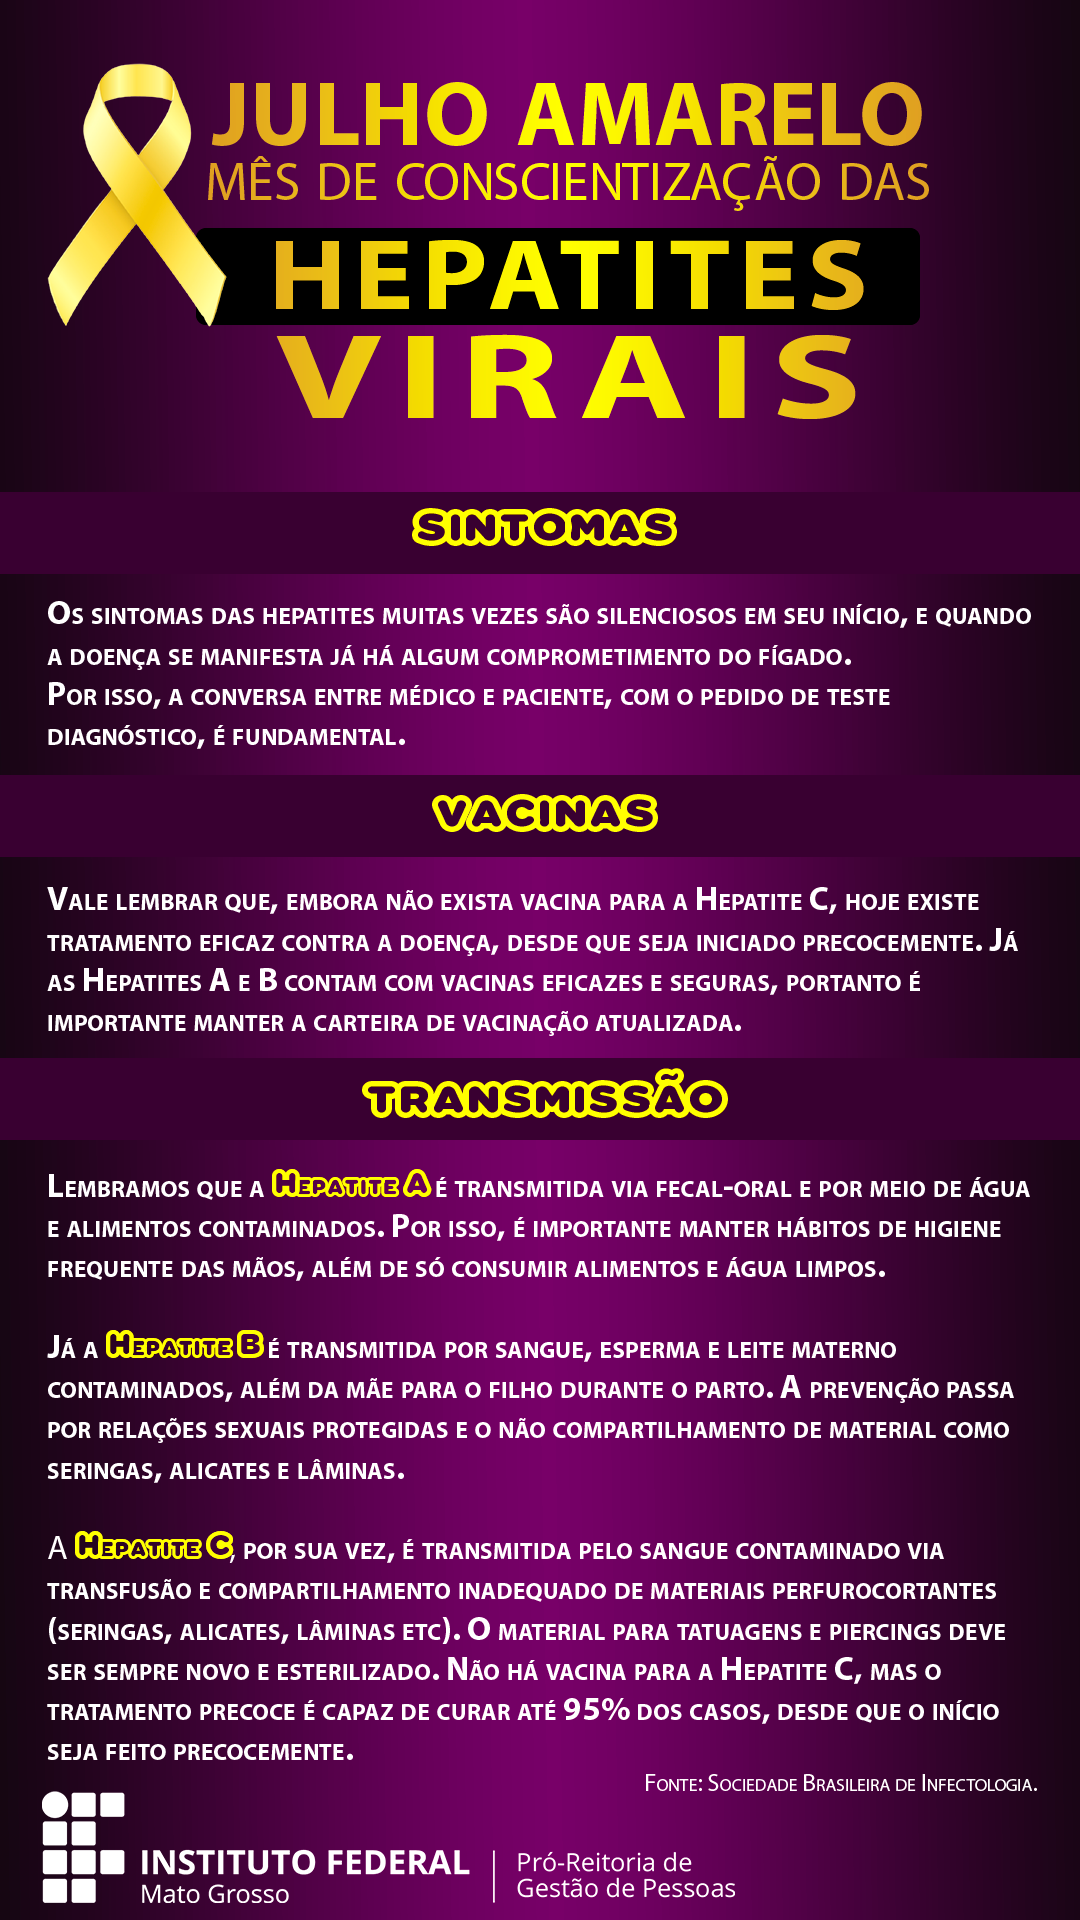 JULHO AMARELO
MÊS DE CONSCIENTIZAÇÃO DAS
HEPATITES
VIRAIS
SINTOMAS
Os sintomas das hepatites muitas vezes são silenciosos em seu início, e quando
a doença se manifesta já há algum comprometimento do fígado.
Por isso, a conversa entre médico e paciente, com o pedido de teste
diagnóstico, é fundamental.
VACINAS
Vale lembrar que, embora não exista vacina para a Hepatite C, hoje existe
tratamento eficaz contra a doença, desde que seja iniciado precocemente. Já
as Hepatites A e B contam com vacinas eficazes e seguras, portanto é
importante manter a carteira de vacinação atualizada.
TRANSMISSÃO
Lembramos que a Hepatite A é transmitida via fecal-oral e por meio de água
e alimentos contaminados. Por isso, é importante manter hábitos de higiene
frequente das mãos, além de só consumir alimentos e água limpos.
Já a Hepatite B é transmitida por sangue, esperma e leite materno
contaminados, além da mãe para o filho durante o parto. A prevenção passa
por relações sexuais protegidas e o não compartilhamento de material como
seringas, alicates e lâminas.
A Hepatite C, por sua vez, é transmitida pelo sangue contaminado via
transfusão e compartilhamento inadequado de materiais perfurocortantes
(seringas, alicates, lâminas etc). O material para tatuagens e piercings deve
ser sempre novo e esterilizado. Não há vacina para a Hepatite C, mas o
tratamento precoce é capaz de curar até 95% dos casos, desde que o início
seja feito precocemente.
Fonte: Sociedade Brasileira de Infectologia.
INSTITUTO FEDERAL
Mato Grosso
Pró-Reitoria de
Gestão de Pessoas